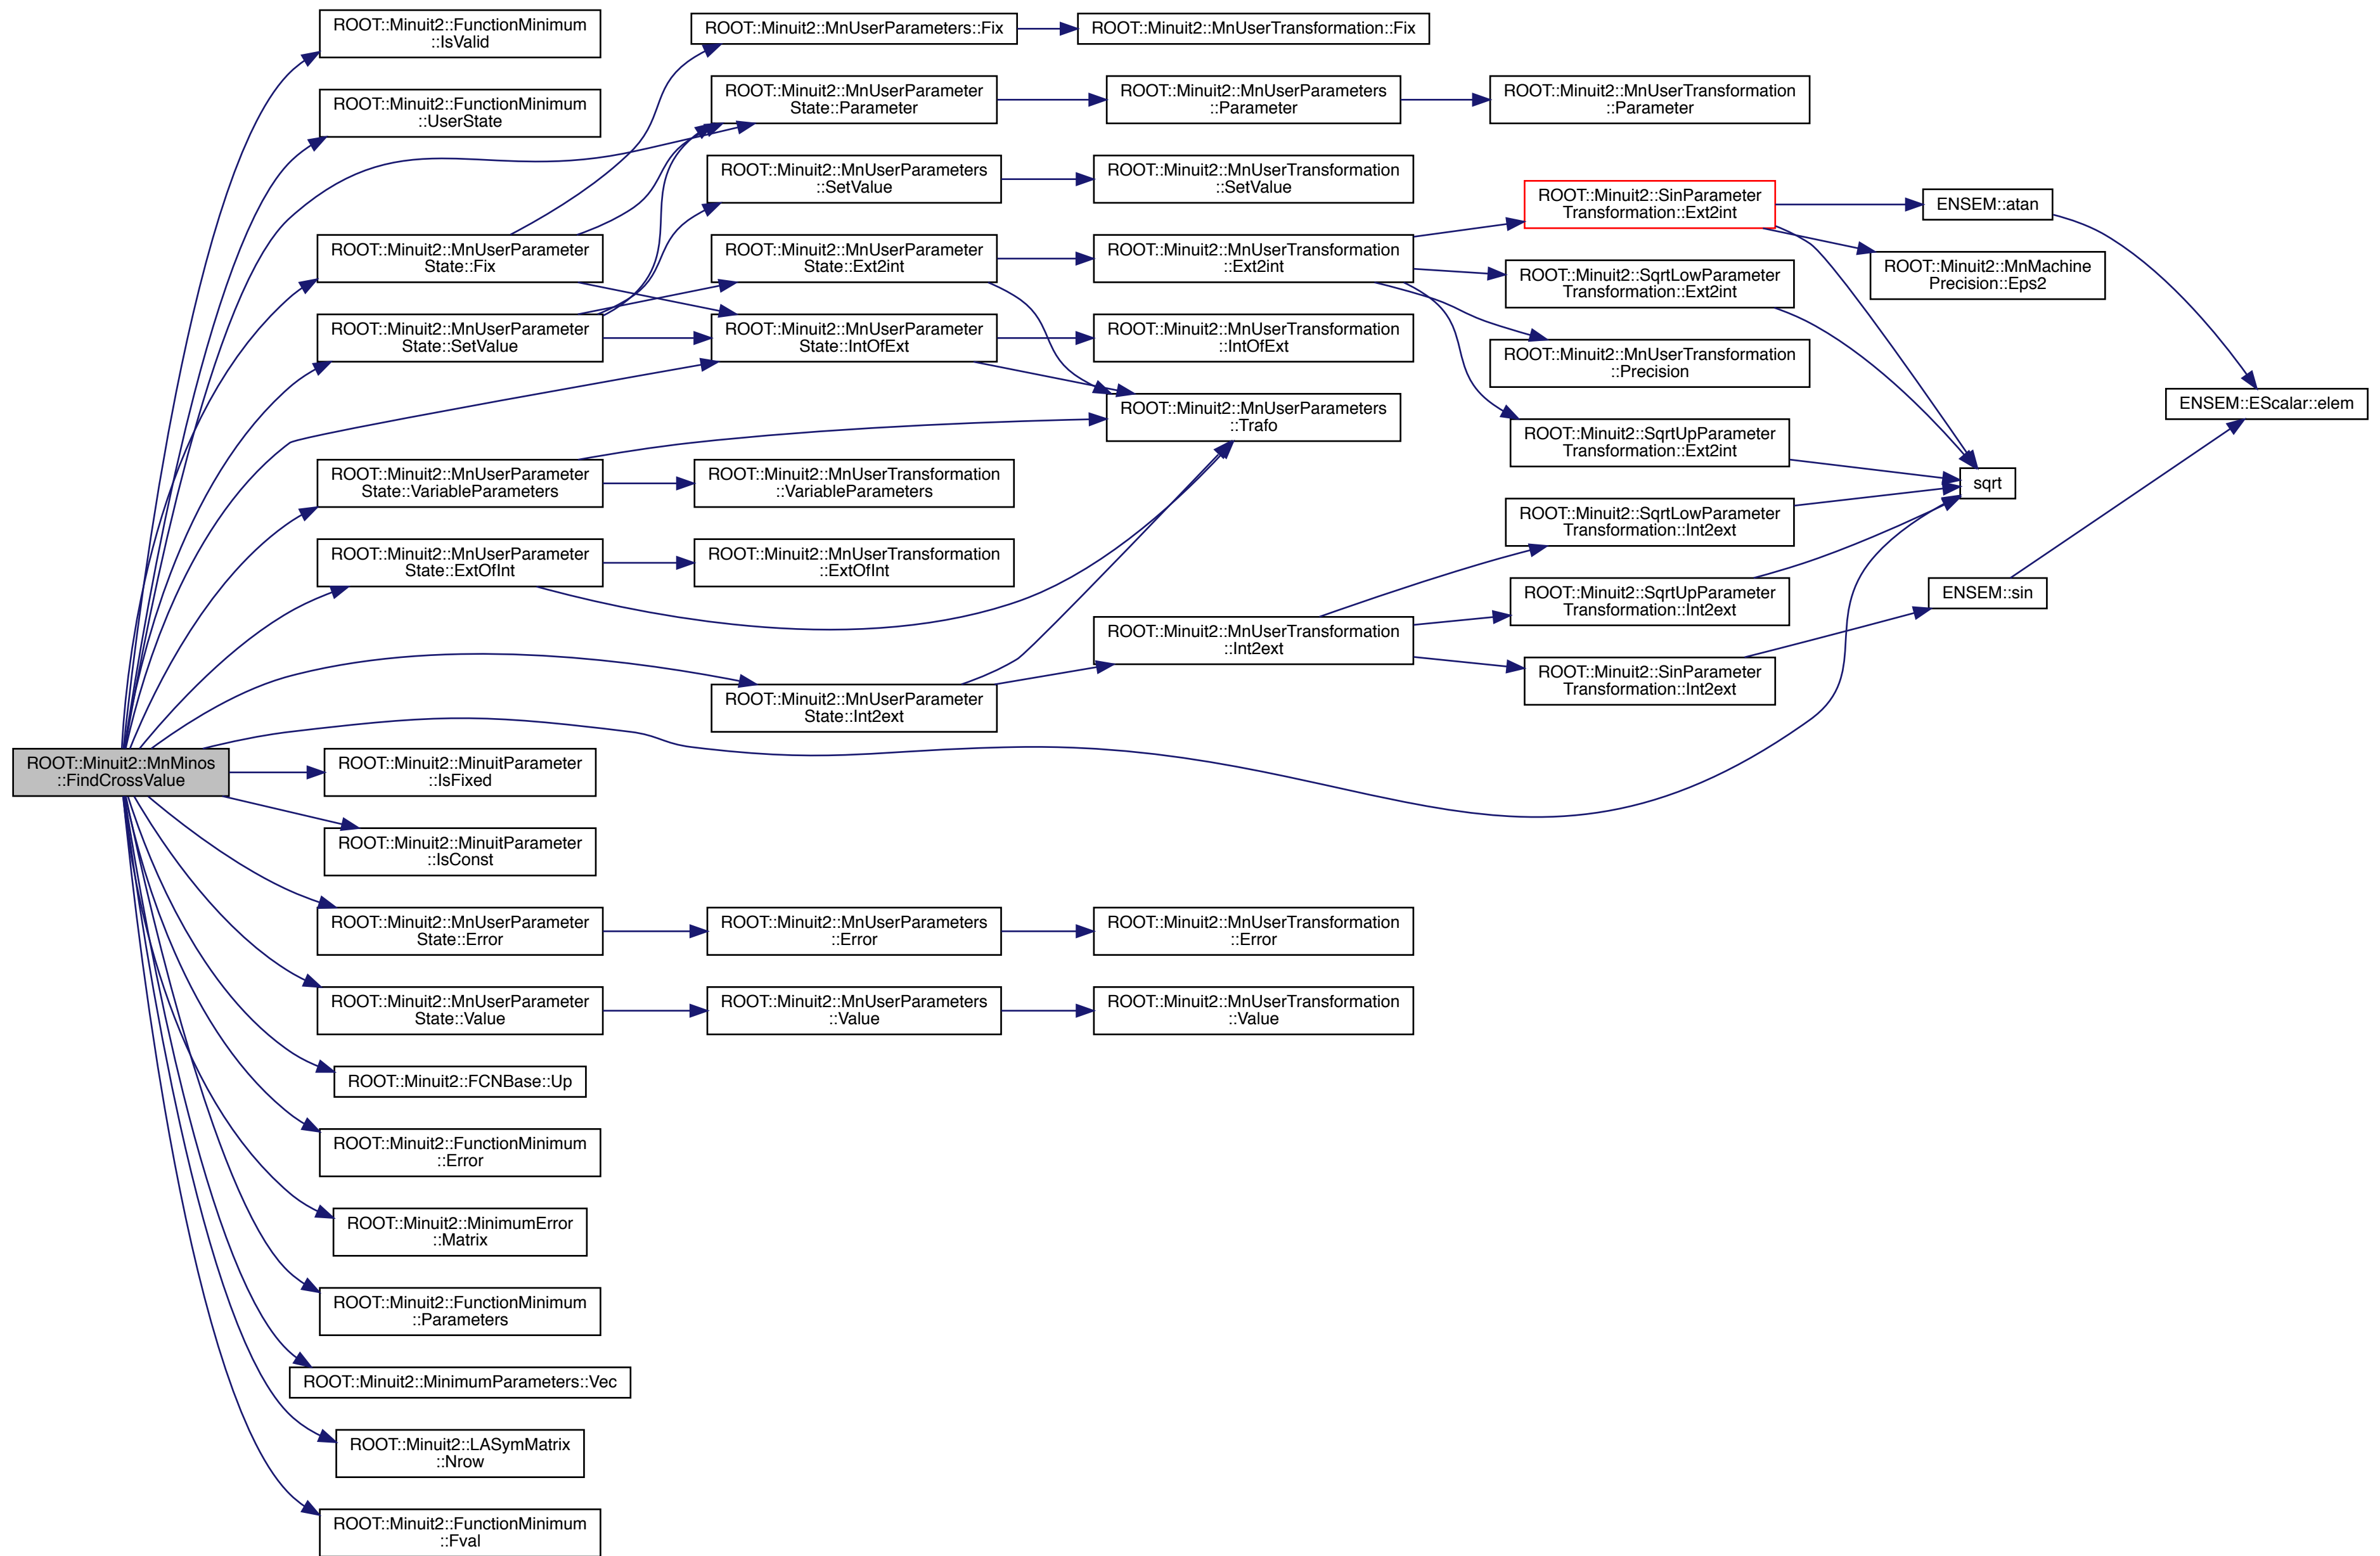 ROOT::Minuit2::MnMinos
::FindCrossValue
ROOT::Minuit2::FunctionMinimum
::IsValid
ROOT::Minuit2::FunctionMinimum
::UserState
ROOT::Minuit2::MnUserParameter
State::Fix
ROOT::Minuit2::MnUserParameter
State::SetValue
ROOT::Minuit2::MnUserParameter
State::VariableParameters
ROOT::Minuit2::MnUserParameter
State::ExtOfInt
ROOT::Minuit2::MinuitParameter
::IsFixed
ROOT::Minuit2::MinuitParameter
::IsConst
ROOT::Minuit2::MnUserParameter
State::Error
ROOT::Minuit2::MnUserParameter
State::Value
ROOT::Minuit2::FCNBase::Up
ROOT::Minuit2::FunctionMinimum
::Error
ROOT::Minuit2::MinimumError
::Matrix
ROOT::Minuit2::FunctionMinimum
::Parameters
ROOT::Minuit2::MinimumParameters::Vec
ROOT::Minuit2::LASymMatrix
::Nrow
ROOT::Minuit2::FunctionMinimum
::Fval
ROOT::Minuit2::MnUserParameters::Fix
ROOT::Minuit2::MnUserParameter
State::Parameter
ROOT::Minuit2::MnUserParameters
::SetValue
ROOT::Minuit2::MnUserParameter
State::Ext2int
ROOT::Minuit2::MnUserParameter
State::IntOfExt
ROOT::Minuit2::MnUserTransformation
::VariableParameters
ROOT::Minuit2::MnUserTransformation
::ExtOfInt
ROOT::Minuit2::MnUserParameter
State::Int2ext
ROOT::Minuit2::MnUserParameters
::Error
ROOT::Minuit2::MnUserParameters
::Value
ROOT::Minuit2::MnUserTransformation::Fix
ROOT::Minuit2::MnUserParameters
::Parameter
ROOT::Minuit2::MnUserTransformation
::SetValue
ROOT::Minuit2::MnUserTransformation
::Ext2int
ROOT::Minuit2::MnUserTransformation
::IntOfExt
ROOT::Minuit2::MnUserParameters
::Trafo
ROOT::Minuit2::MnUserTransformation
::Int2ext
ROOT::Minuit2::MnUserTransformation
::Error
ROOT::Minuit2::MnUserTransformation
::Value
ROOT::Minuit2::MnUserTransformation
::Parameter
ROOT::Minuit2::SinParameter
Transformation::Ext2int
ROOT::Minuit2::SqrtLowParameter
Transformation::Ext2int
ROOT::Minuit2::MnUserTransformation
::Precision
ROOT::Minuit2::SqrtUpParameter
Transformation::Ext2int
ROOT::Minuit2::SqrtLowParameter
Transformation::Int2ext
ROOT::Minuit2::SqrtUpParameter
Transformation::Int2ext
ROOT::Minuit2::SinParameter
Transformation::Int2ext
ENSEM::atan
ROOT::Minuit2::MnMachine
Precision::Eps2
sqrt
ENSEM::sin
ENSEM::EScalar::elem